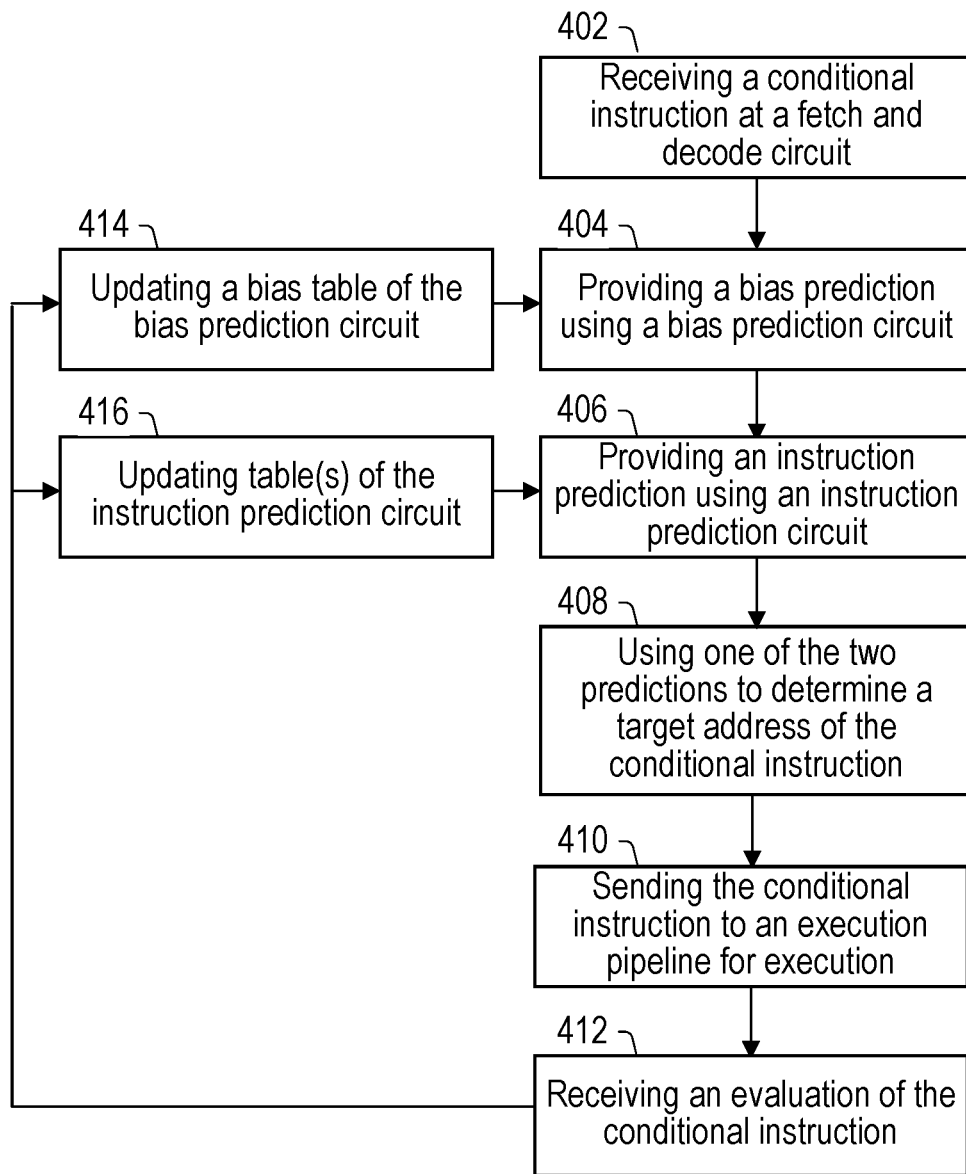 402
Receiving a conditional
instruction at a fetch and
decode circuit
414
Updating a bias table of the
bias prediction circuit
404
Providing a bias prediction
using a bias prediction circuit
416
Updating table(s) of the
instruction prediction circuit
406
Providing an instruction
prediction using an instruction
prediction circuit
408
Using one of the two
predictions to determine a
target address of the
conditional instruction
410
Sending the conditional
instruction to an execution
pipeline for execution
412
Receiving an evaluation of the
conditional instruction